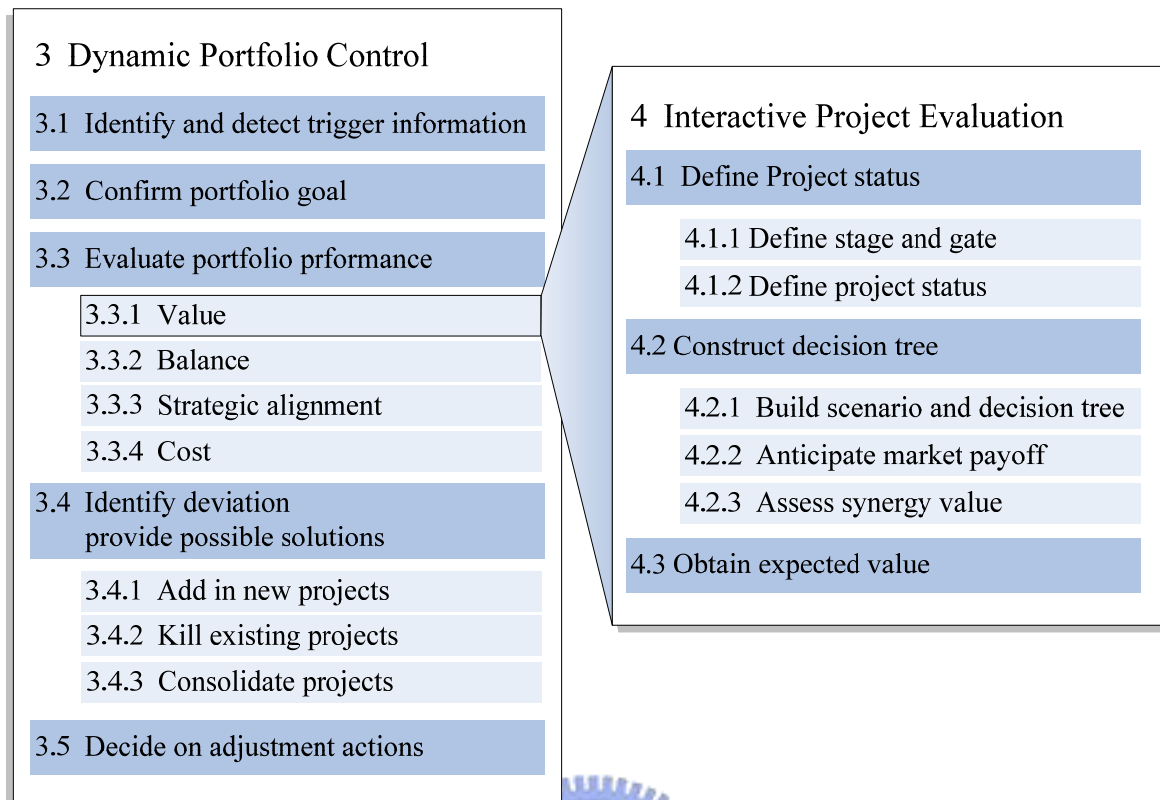 3 Dynamic Portfolio Control
3.1 Identify and detect trigger information
3.2 Confirm portfolio goal
3.3 Evaluate portfolio prformance
3.3.1 Value
3.3.2 Balance
3.3.3 Strategic alignment
3.3.4 Cost
3.4 Identify deviation
provide possible solutions
3.4.1 Add in new projects
3.4.2 Kill existing projects
3.4.3 Consolidate projects
3.5 Decide on adjustment actions
4 Interactive Project Evaluation
4.1 Define Project status
4.1.1 Define stage and gate
4.1.2 Define project status
4.2 Construct decision tree
4.2.1 Build scenario and decision tree
4.2.2 Anticipate market payoff
4.2.3 Assess synergy value
4.3 Obtain expected value